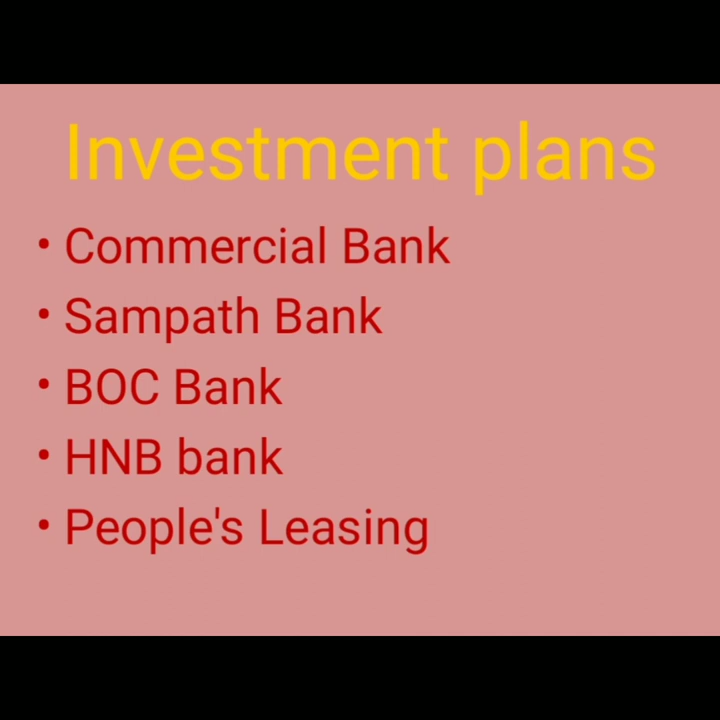 Investment plans
• Commercial Bank
• Sampath Bank
• BOC Bank
• HNB bank
• People's Leasing